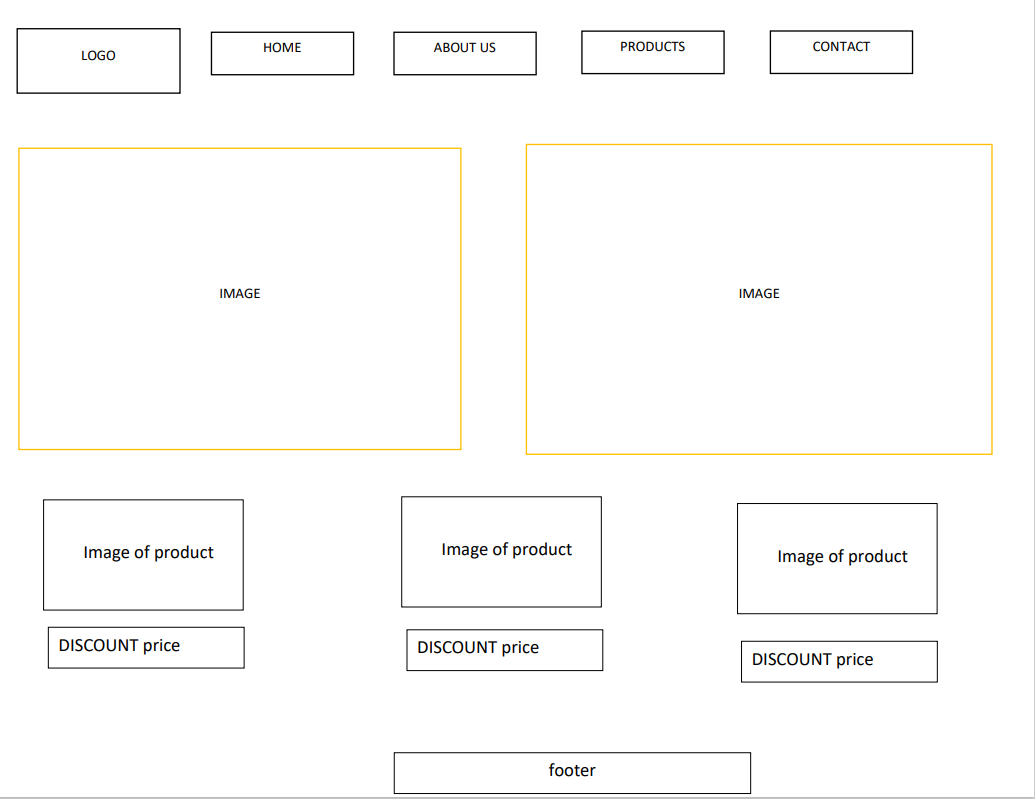 LOGO
HOME
ABOUT US
PRODUCTS
CONTACT
IMAGE
IMAGE
Image of product
Image of product
Image of product
DISCOUNT price
DISCOUNT price
DISCOUNT price
footer